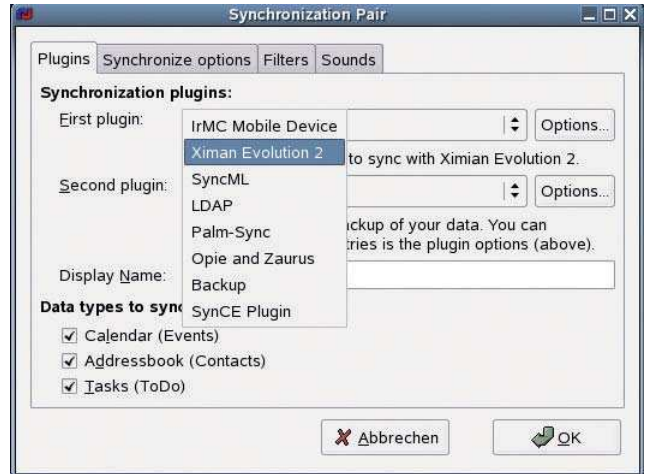 Synchronization Pair
Plugins Synchronize options Filters Sounds
Synchronization plugins:
First plugin:
IrMC Mobile Device
Options...
Ximan Evolution 2
to sync with Ximian Evolution 2.
Second plugin:
SyncML
Options...
LDAP
Palm-Sync
ckup of your data. You can
Opie and Zaurus
tries is the plugin options (above).
Display Name:
Backup
Data types to syn
SynCE Plugin
Calendar (Events)
Addressbook (Contacts)
Tasks (ToDo)
Abbrechen OK